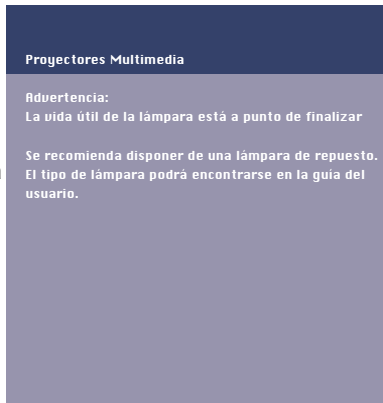 Proyectores Multimedia
Advertencia:
La vida útil de la lámpara está a punto de finalizar
Se recomienda disponer de una lámpara de repuesto.
El tipo de lámpara podrá encontrarse en la guía del
usuario.